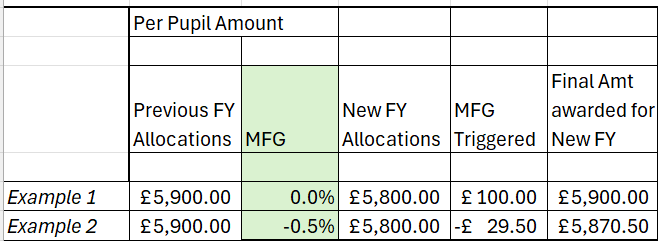 Per Pupil Amount
Final Amt
Previous FY New FY MFG awarded for
Allocations MFG Allocations Triggered New FY
Example 1 £5,900.00 0.0% £5,800.00 £ 100.00 £5,900.00
Example 2 £5,900.00 -0.5% £5,800.00 -£ 29.50 £5,870.50